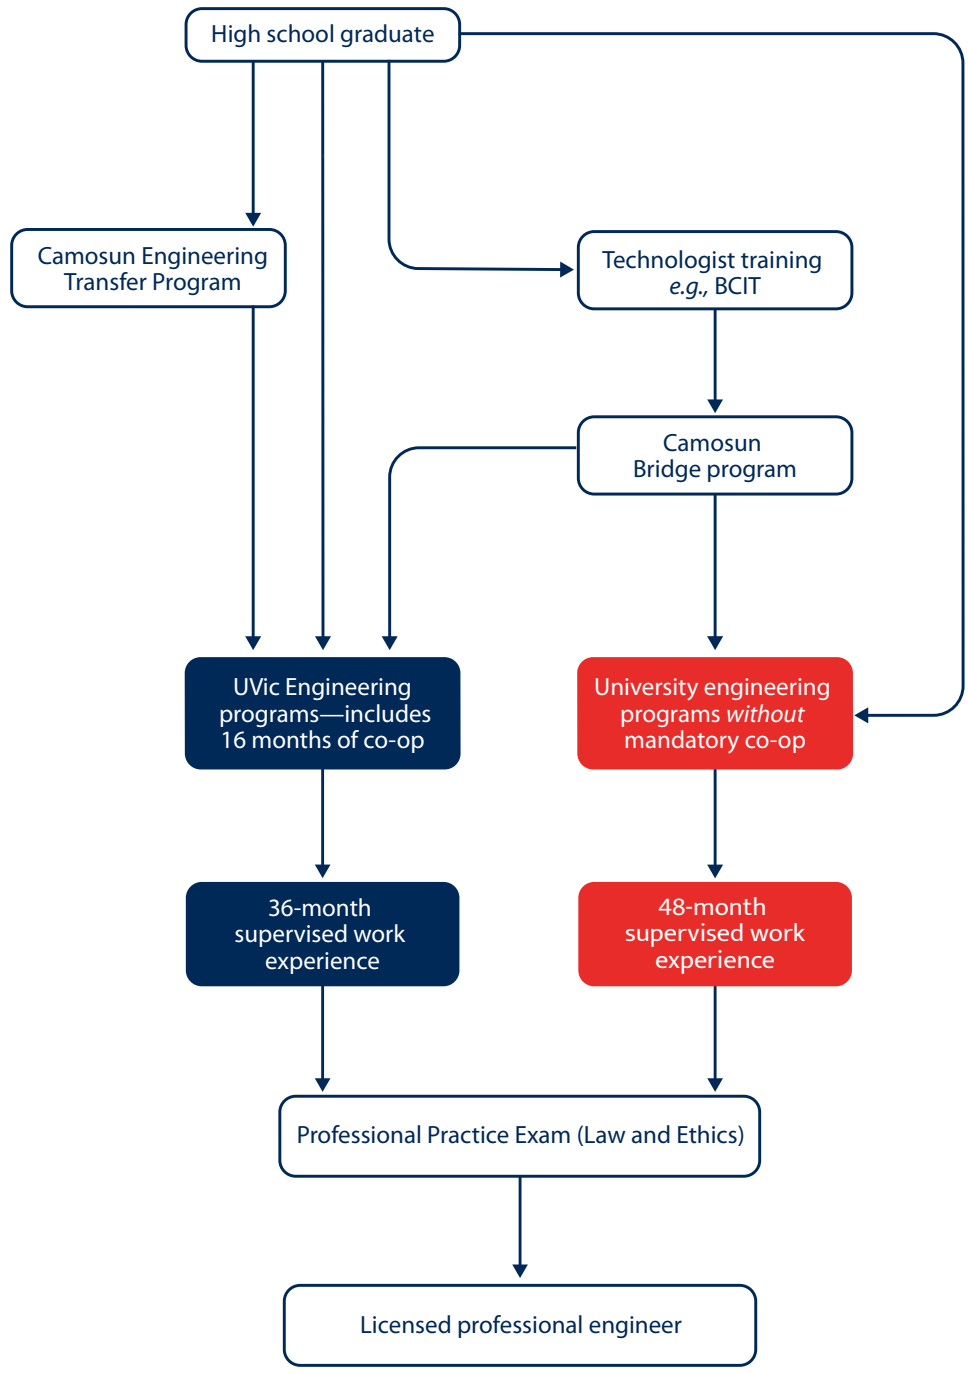 High school graduate
Camosun Engineering
Transfer Program
Technologist training
e.g., BCIT
Camosun
Bridge program
UVic Engineering
programs—includes
16 months of co-op
University engineering
programs without
mandatory co-op
36-month
supervised work
experience
48-month
supervised work
experience
Professional Practice Exam (Law and Ethics)
Licensed professional engineer